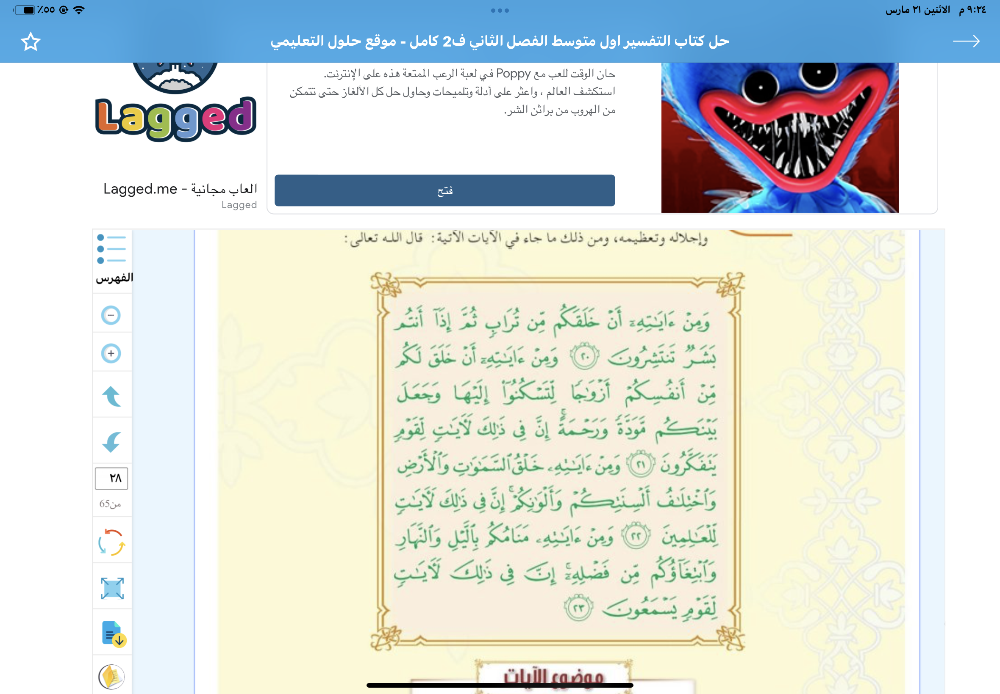 ٩:٢٤ م الاثنين ٢١ مارس
٪٥٥
حل كتاب التفسير اول متوسط الفصل الثاني ف2 كامل - موقع حلول التعليمي
حان الوقت للعب مع Poppy في لعبة الرعب الممتعة هذه على الإنترنت.
استكشف العالم ، واعثر على أدلة وتلميحات وحاول حل كل الألغاز حتى تتمكن
من الهروب من براثن الشر.
فتح
Lagged
العاب مجانية - Lagged.me
Lagged
وإجلاله وتعظيمه، ومن ذلك ما جاء في الآيات الآتية: قال الله تعالى:
وَمِنْ ءَايَـٰتِهِۦٓ أَنْ خَلَقَكُم مِّن تُرَابٍ ثُمَّ إِذَآ أَنتُم
بَشَرٌ تَنتَشِرُونَ ٢٠ وَمِنْ ءَايَـٰتِهِۦٓ أَنْ خَلَقَ لَكُم
مِّنْ أَنفُسِكُمْ أَزْوَٰجًا لِّتَسْكُنُوٓا۟ إِلَيْهَا وَجَعَلَ
بَيْنَكُم مَّوَدَّةً وَرَحْمَةً ۚ إِنَّ فِى ذَٰلِكَ لَـَٔايَـٰتٍ لِّقَوْمٍ
يَتَفَكَّرُونَ ٢١ وَمِنْ ءَايَـٰتِهِۦ خَلْقُ ٱلسَّمَـٰوَٰتِ وَٱلْأَرْضِ
وَٱخْتِلَـٰفُ أَلْسِنَتِكُمْ وَأَلْوَٰنِكُمْ ۚ إِنَّ فِى ذَٰلِكَ لَـَٔايَـٰتٍ
لِّلْعَـٰلِمِينَ ٢٢ وَمِنْ ءَايَـٰتِهِۦ مَنَامُكُم بِٱلَّيْلِ وَٱلنَّهَارِ
وَٱبْتِغَآؤُكُم مِّن فَضْلِهِۦٓ ۚ إِنَّ فِى ذَٰلِكَ لَـَٔايَـٰتٍ
لِّقَوْمٍ يَسْمَعُونَ ٢٣
موضوع الآيات
الفهرس
٢٨
من65